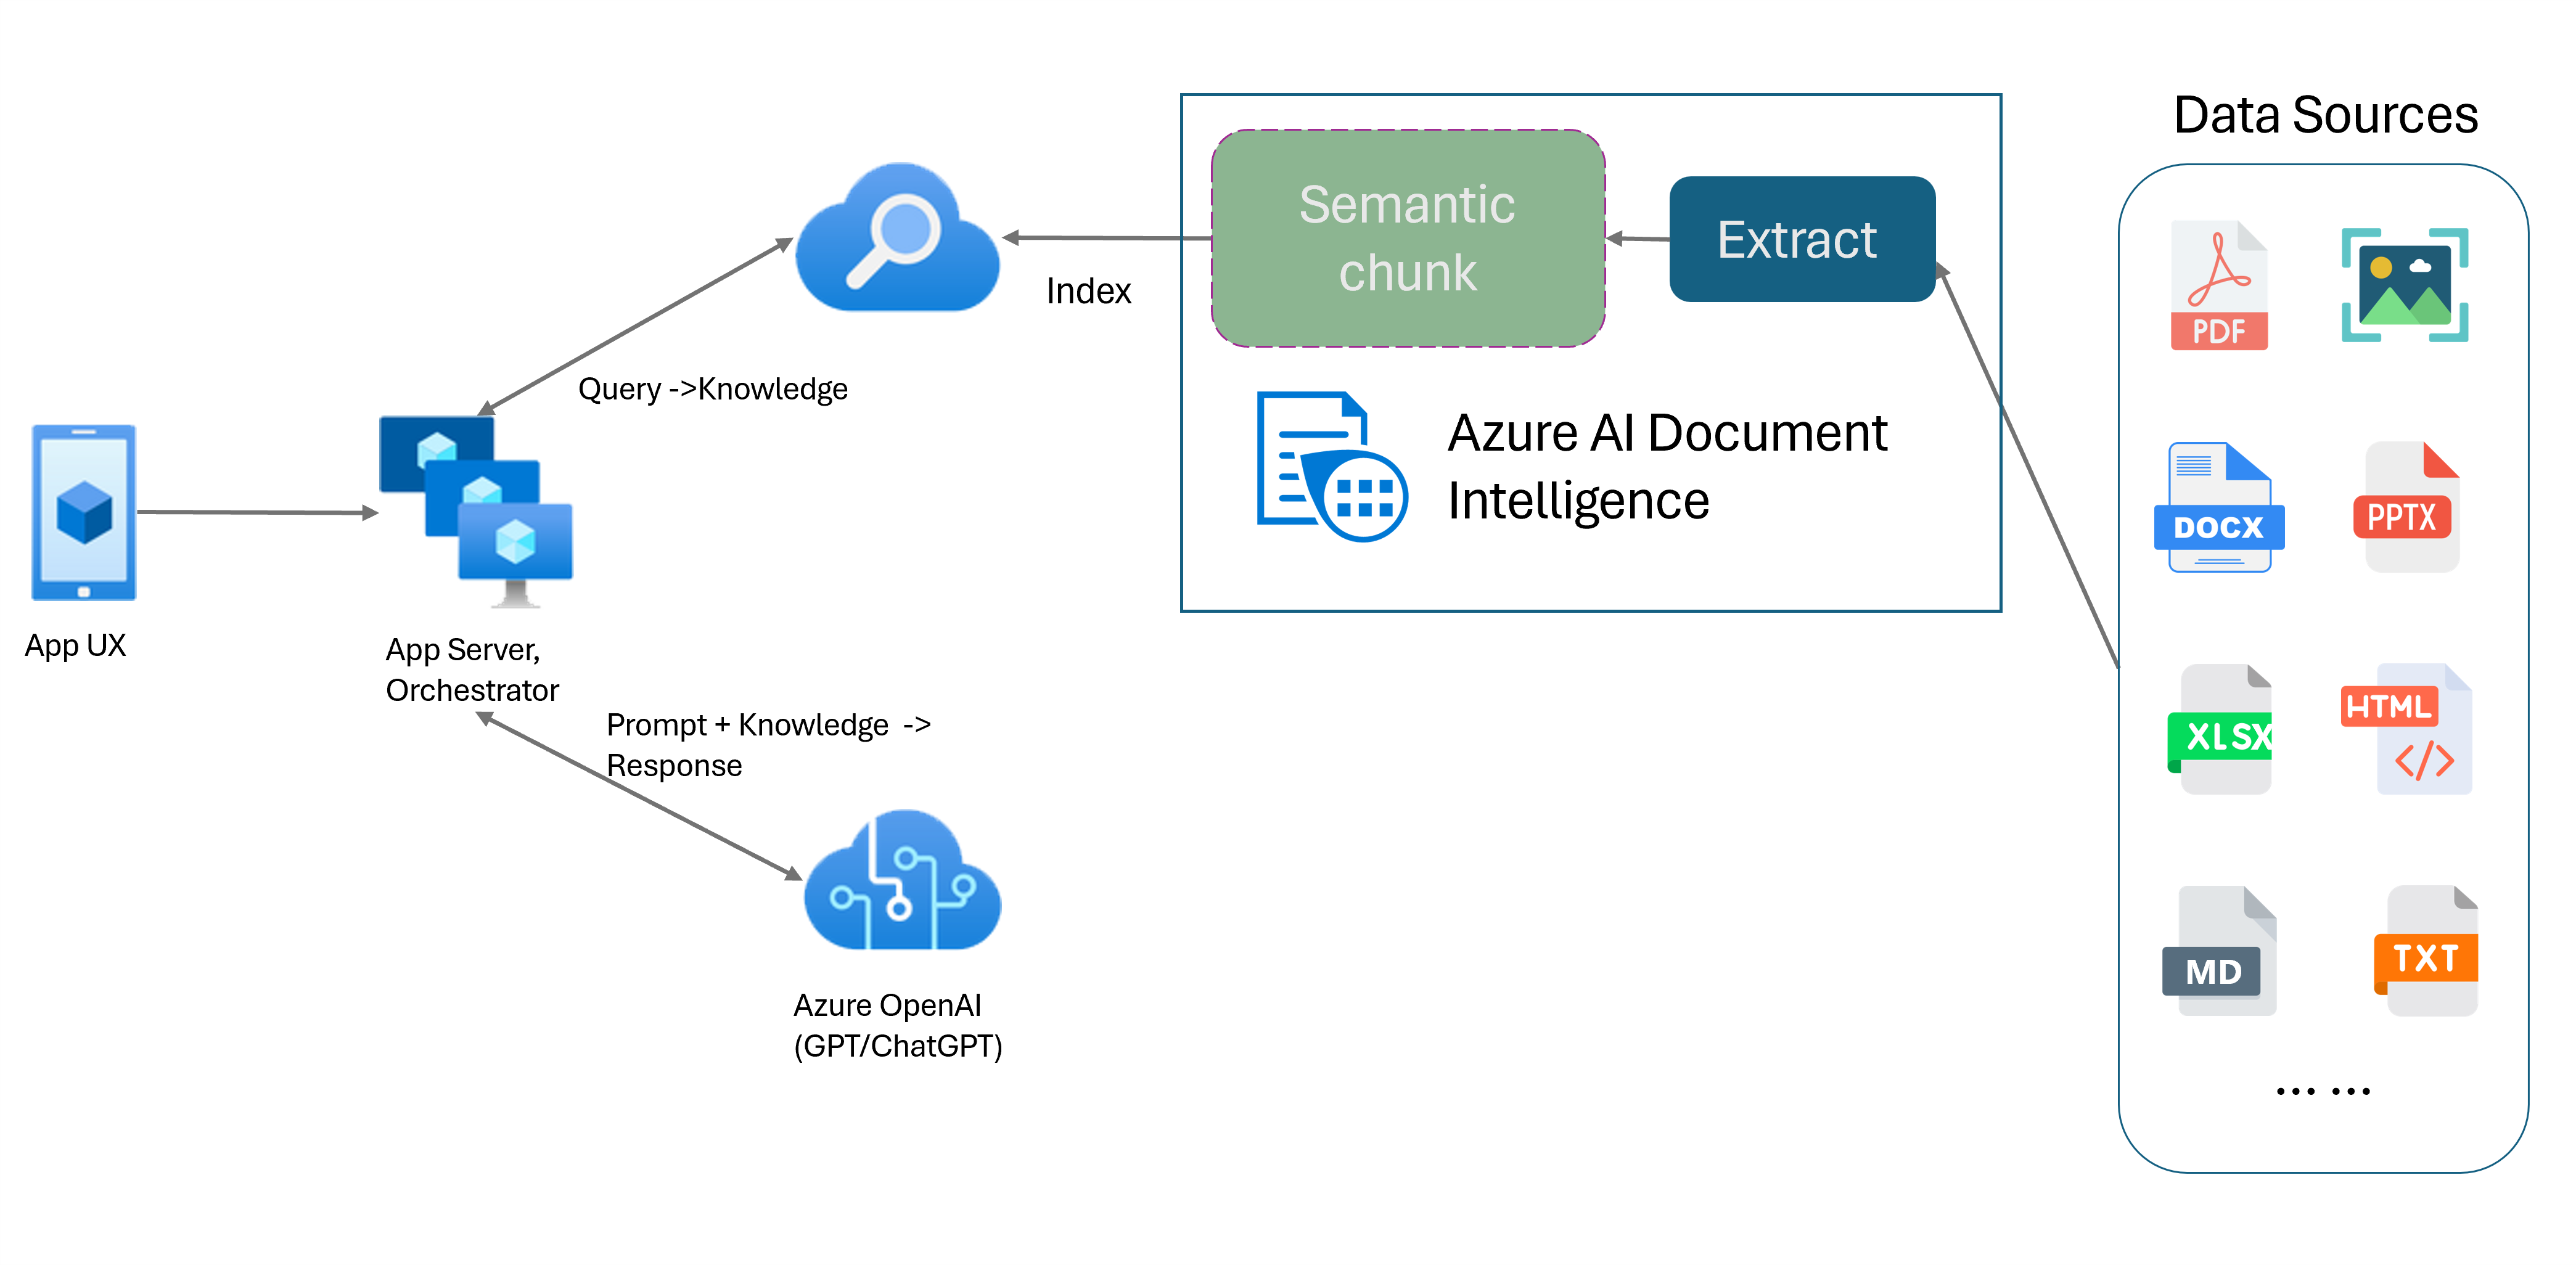 Data Sources
Semantic
chunk
Extract
Index
Azure AI Document
Intelligence
Query ->Knowledge
App UX
App Server,
Orchestrator
Prompt + Knowledge  ->
Response
Azure OpenAI
(GPT/ChatGPT)
PDF
DOCX
PPTX
XLSX
HTML
</>
MD
TXT
... ...